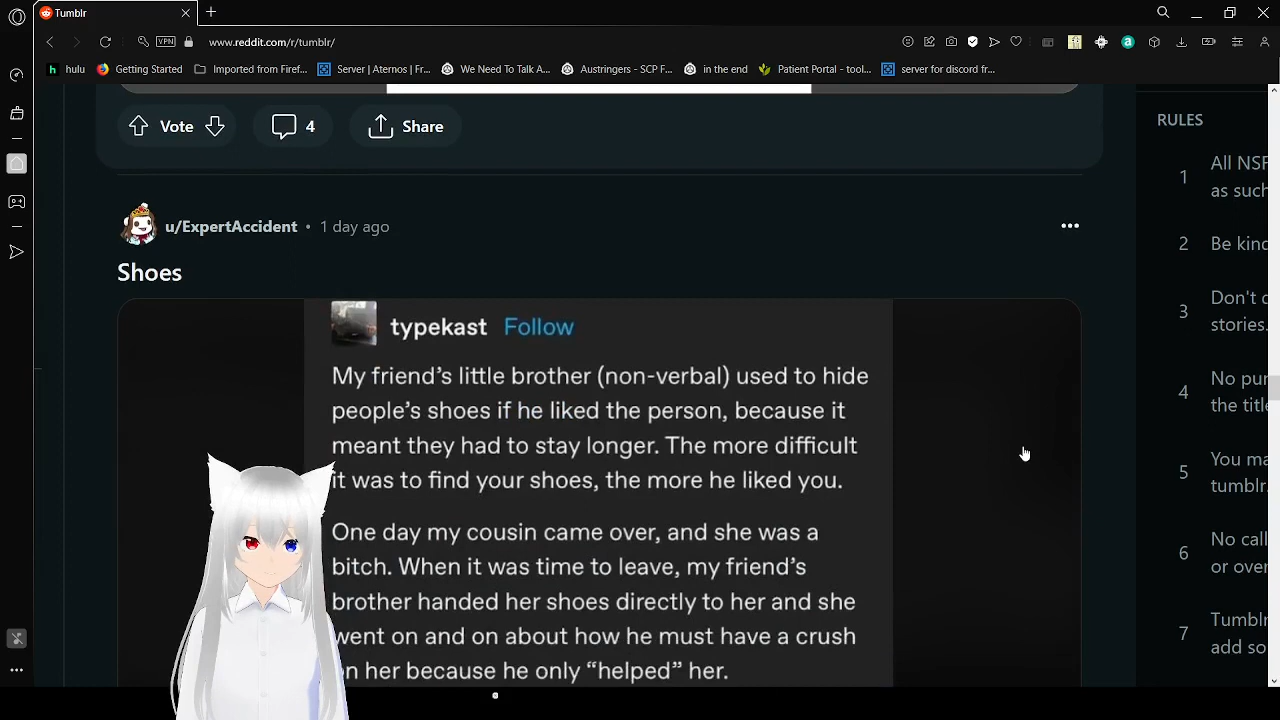 Tumblr
VPN
www.reddit.com/r/tumblr/
hulu
Getting Started
Imported from Firef...
Server | Aternos | Fr...
We Need To Talk A...
Austringers - SCP F...
in the end
Patient Portal - tool...
server for discord fr...
Vote
4
Share
RULES
1 All NSF
as such
2 Be kind
3 Don't
stories.
4 No pur
the title
5 You ma
tumblr.
6 No call
or over
7 Tumblr
add so
u/ExpertAccident • 1 day ago
Shoes
typekast Follow
My friend's little brother (non-verbal) used to hide
people's shoes if he liked the person, because it
meant they had to stay longer. The more difficult
it was to find your shoes, the more he liked you.
One day my cousin came over, and she was a
bitch. When it was time to leave, my friend's
brother handed her shoes directly to her and she
went on and on about how he must have a crush
on her because he only “helped” her.